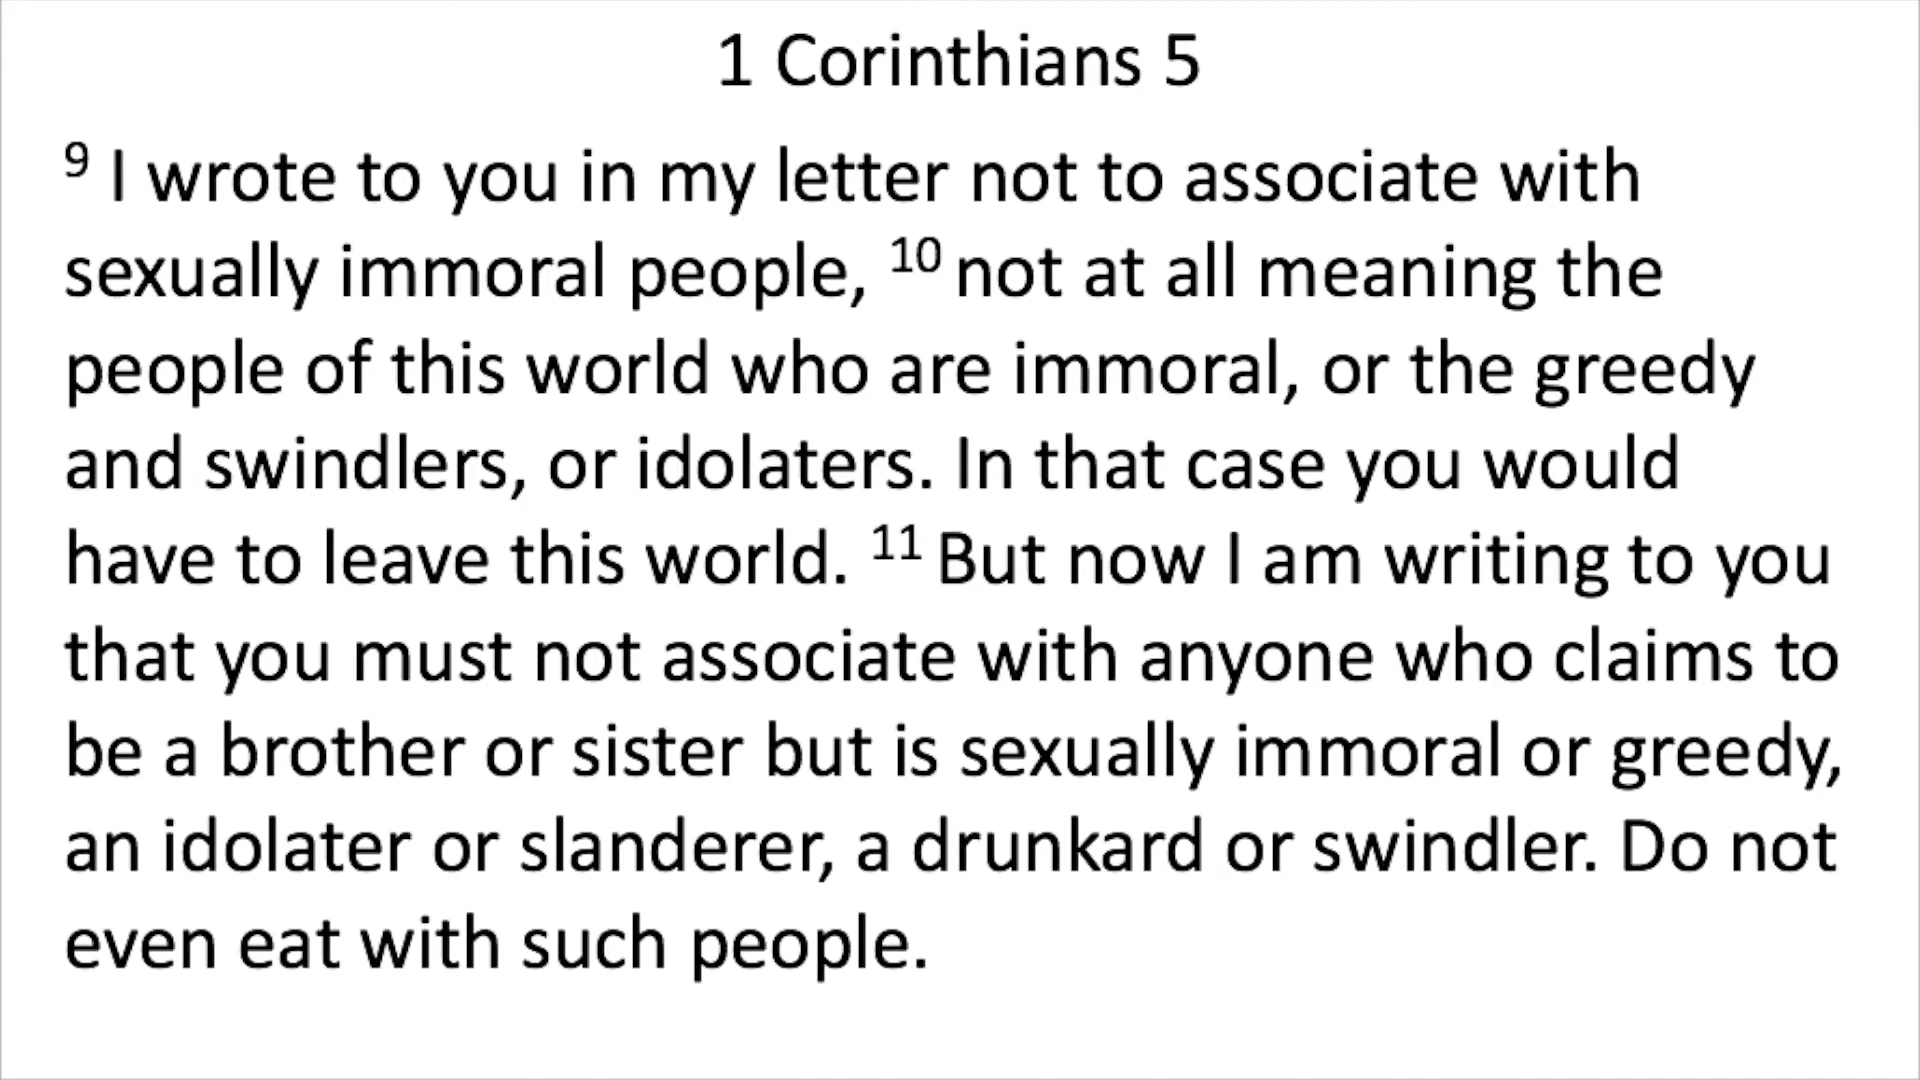 1 Corinthians 5
9 I wrote to you in my letter not to associate with
sexually immoral people, 10 not at all meaning the
people of this world who are immoral, or the greedy
and swindlers, or idolaters. In that case you would
have to leave this world. 11 But now I am writing to you
that you must not associate with anyone who claims to
be a brother or sister but is sexually immoral or greedy,
an idolater or slanderer, a drunkard or swindler. Do not
even eat with such people.